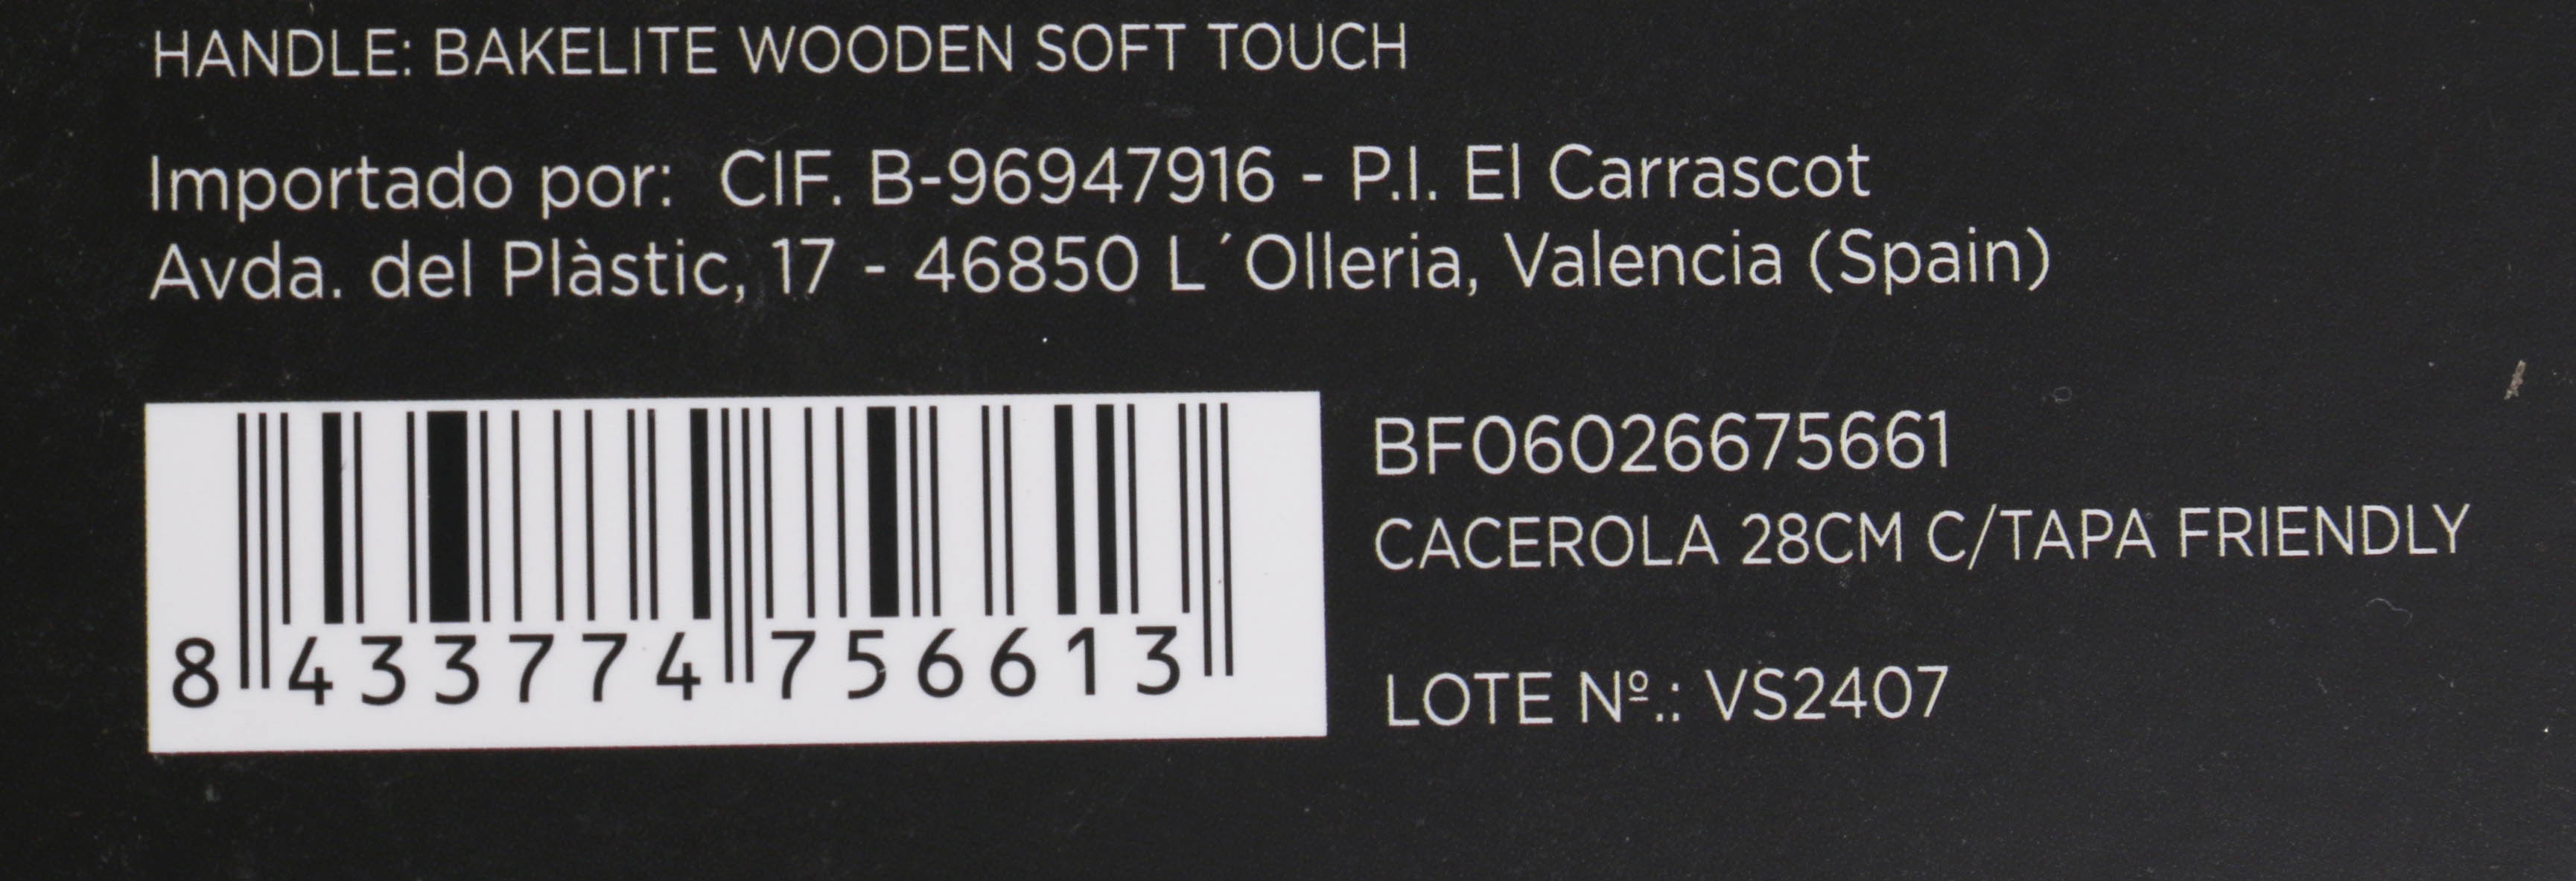 HANDLE: BAKELITE WOODEN SOFT TOUCH
Importado por: CIF. B-96947916 - P.I. El Carrascot
Avda. del Plàstic, 17 - 46850 L´Olleria, Valencia (Spain)
BF06026675661
CACEROLA 28CM C/TAPA FRIENDLY
LOTE Nº.: VS2407
8 433774 756613